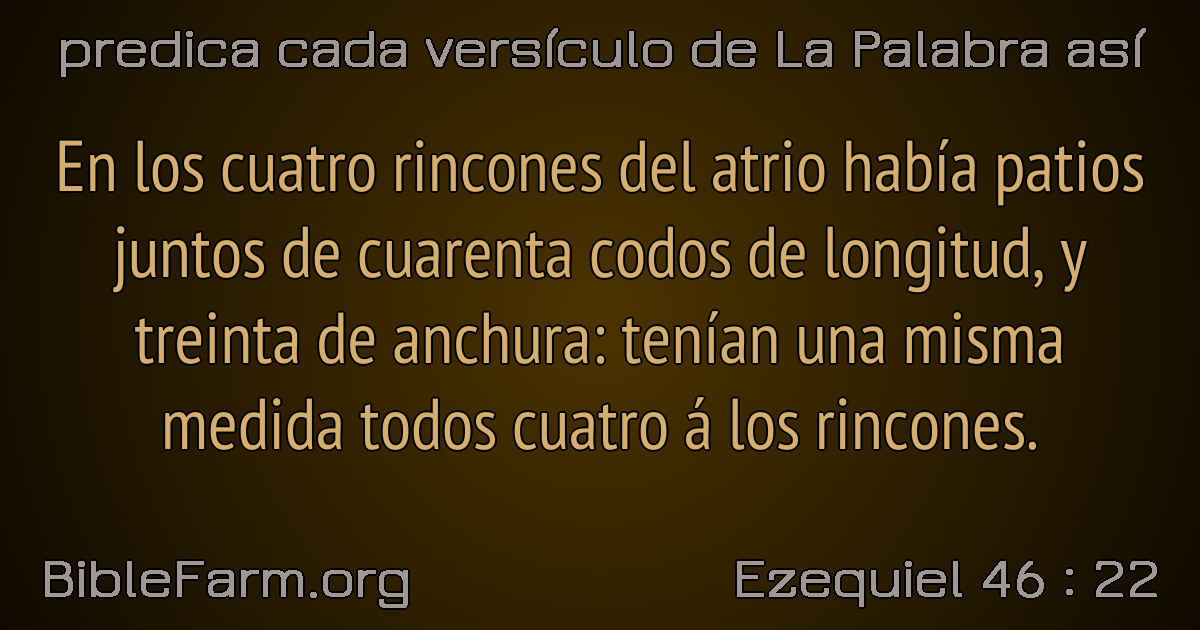 predica cada versículo de La Palabra así
En los cuatro rincones del atrio había patios
juntos de cuarenta codos de longitud, y
treinta de anchura: tenían una misma
medida todos cuatro á los rincones.
BibleFarm.org
Ezequiel 46 : 22